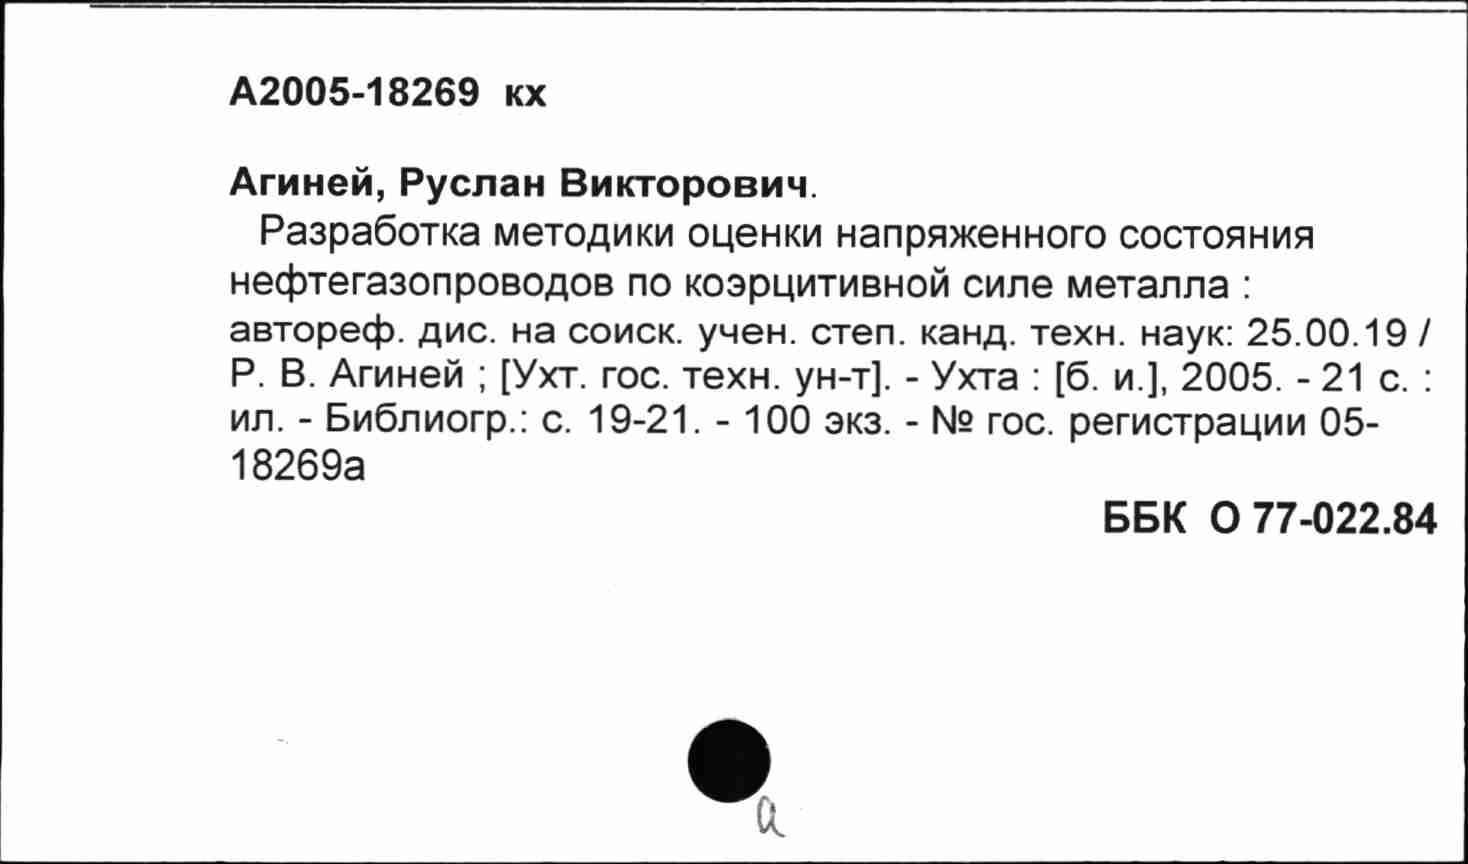 А2005-18269 кх
Агиней, Руслан Викторович.
Разработка методики оценки напряженного состояния
нефтегазопроводов по коэрцитивной силе металла :
автореф. дис. на соиск. учен. степ. канд. техн. наук: 25.00.19 /
Р. В. Агиней ; [Ухт. гос. техн. ун-т]. - Ухта : [б. и.], 2005. - 21 с. :
ил. - Библиогр.: с. 19-21. - 100 экз. - № гос. регистрации 05-
18269а
ББК О 77-022.84
а